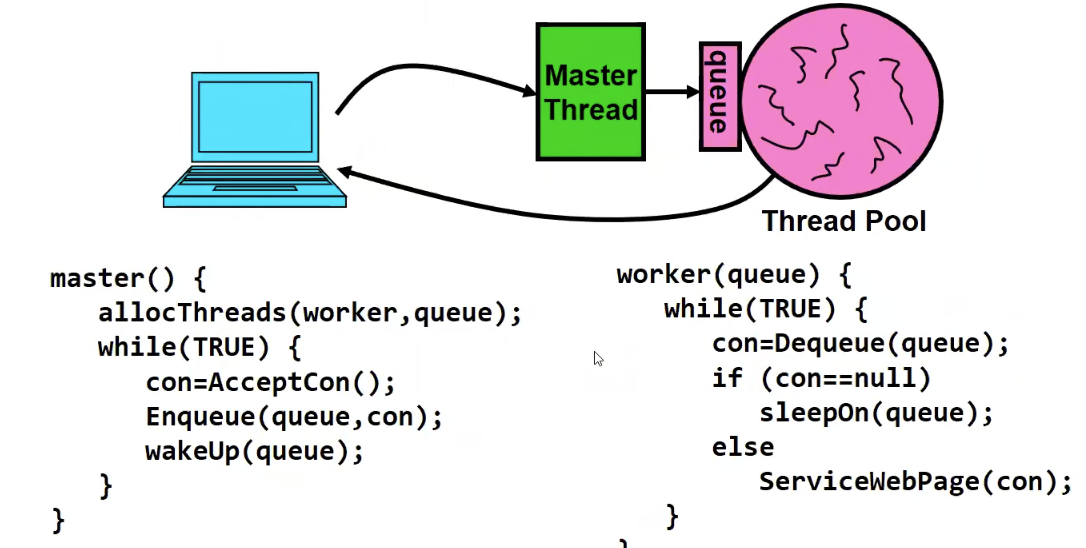 Master
Thread
queue
Thread Pool
master() {
   allocThreads(worker,queue);
   while(TRUE) {
      con=AcceptCon();
      Enqueue(queue,con);
      wakeUp(queue);
   }
}
worker(queue) {
   while(TRUE) {
      con=Dequeue(queue);
      if (con==null)
         sleepOn(queue);
      else
         ServiceWebPage(con);
   }
}